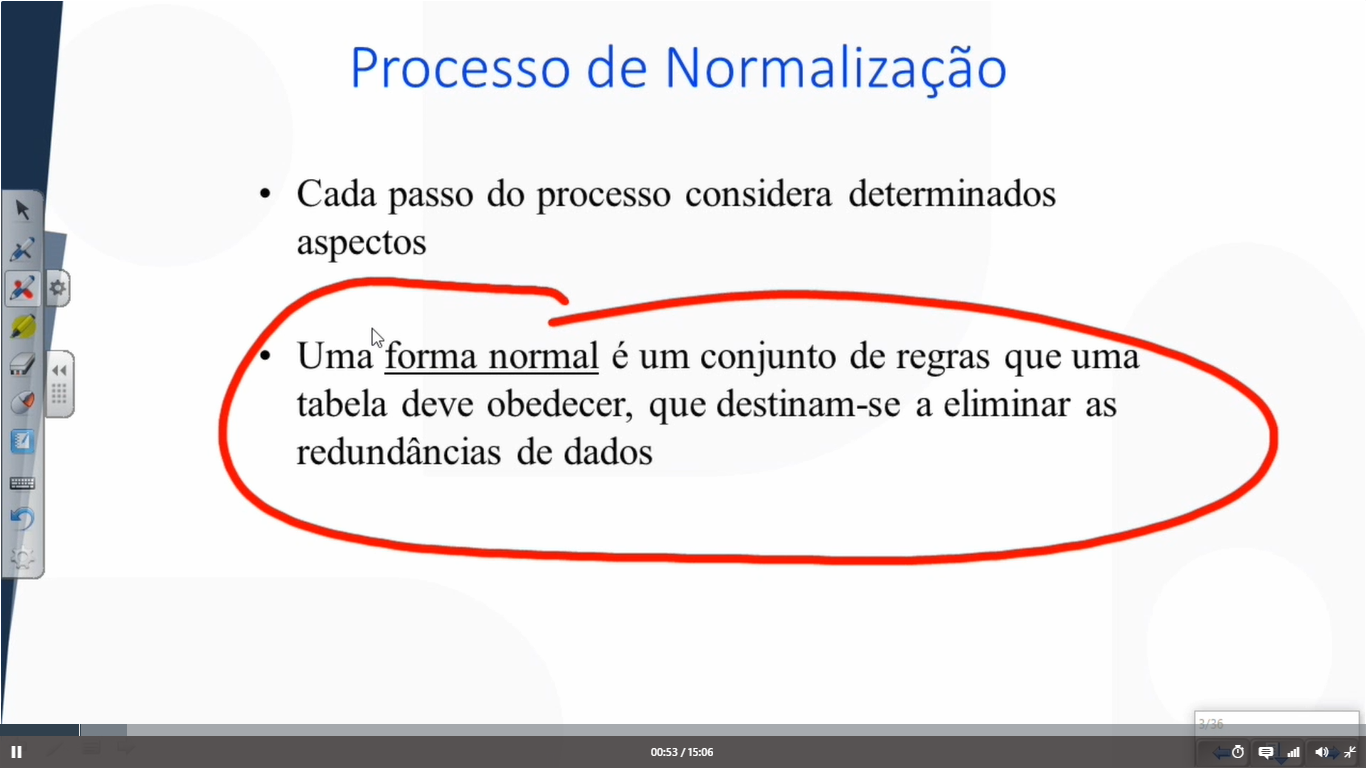 Processo de Normalização
• Cada passo do processo considera determinados
aspectos
• Uma forma normal é um conjunto de regras que uma
tabela deve obedecer, que destinam-se a eliminar as
redundâncias de dados
3/36
00:53 / 15:06